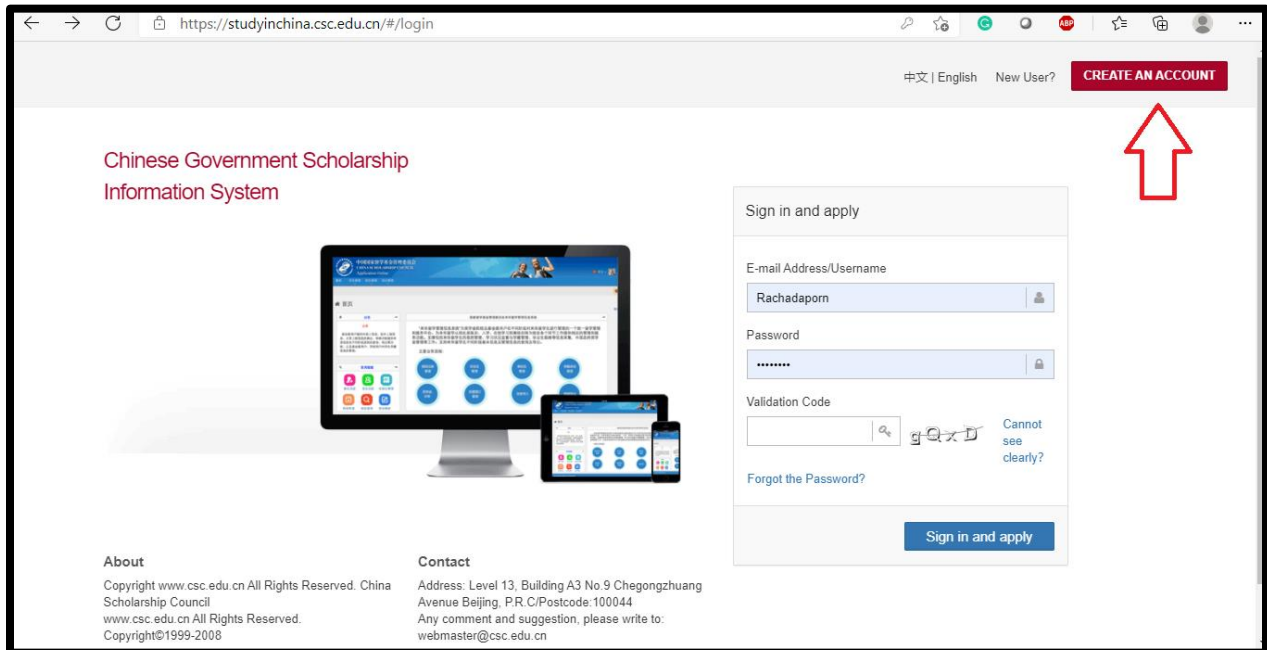 https://studyinchina.csc.edu.cn/#/login
ABP
中文 | English New User? CREATE AN ACCOUNT
Chinese Government Scholarship
Information System
Sign in and apply
E-mail Address/Username
Rachadaporn
Password
••••••••
Validation Code
gQxD
Cannot
see
clearly?
Forgot the Password?
Sign in and apply
About
Copyright www.csc.edu.cn All Rights Reserved. China
Scholarship Council
www.csc.edu.cn All Rights Reserved.
Copyright©1999-2008
Contact
Address: Level 13, Building A3 No.9 Chegongzhuang
Avenue Beijing, P.R.C/Postcode:100044
Any comment and suggestion, please write to:
webmaster@csc.edu.cn